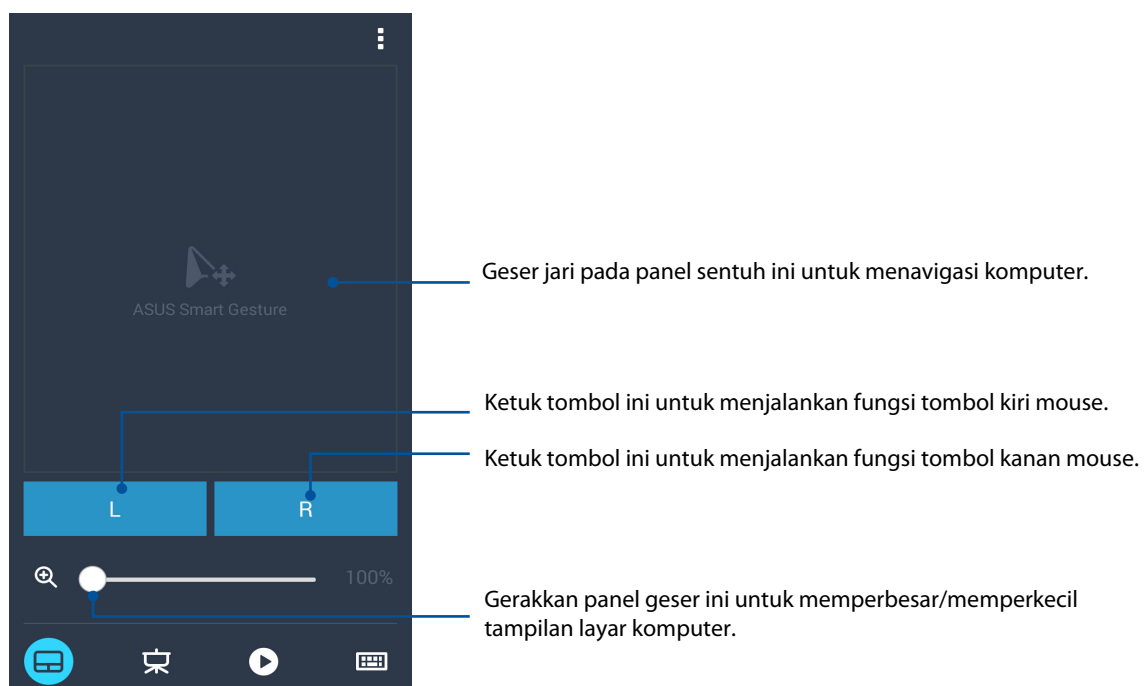 Geser jari pada panel sentuh ini untuk menavigasi komputer.
ASUS Smart Gesture
Ketuk tombol ini untuk menjalankan fungsi tombol kiri mouse.
Ketuk tombol ini untuk menjalankan fungsi tombol kanan mouse.
L
R
100%
Gerakkan panel geser ini untuk memperbesar/memperkecil
tampilan layar komputer.